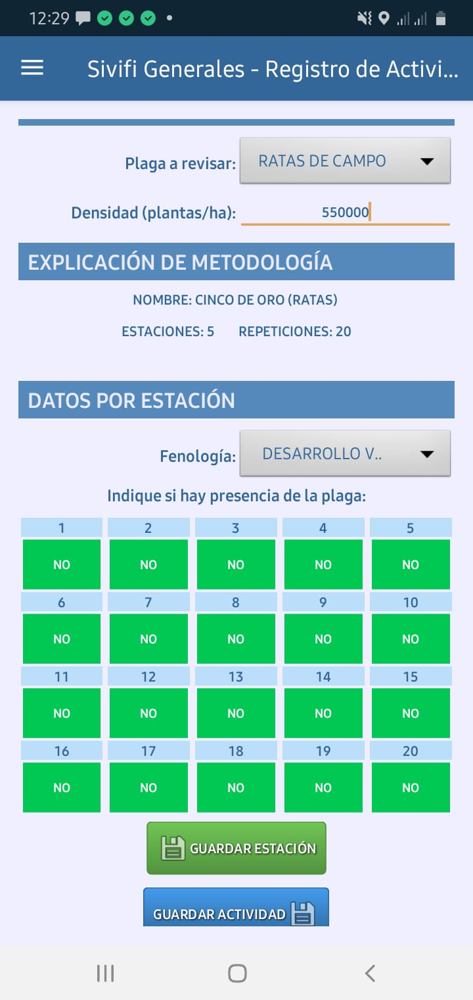 12:29
Sivifi Generales - Registro de Activi...
Plaga a revisar: RATAS DE CAMPO
Densidad (plantas/ha): 550000
EXPLICACIÓN DE METODOLOGÍA
NOMBRE: CINCO DE ORO (RATAS)
ESTACIONES: 5 REPETICIONES: 20
DATOS POR ESTACIÓN
Fenología: DESARROLLO V..
Indique si hay presencia de la plaga:
1 2 3 4 5
NO NO NO NO NO
6 7 8 9 10
NO NO NO NO NO
11 12 13 14 15
NO NO NO NO NO
16 17 18 19 20
NO NO NO NO NO
GUARDAR ESTACIÓN
GUARDAR ACTIVIDAD